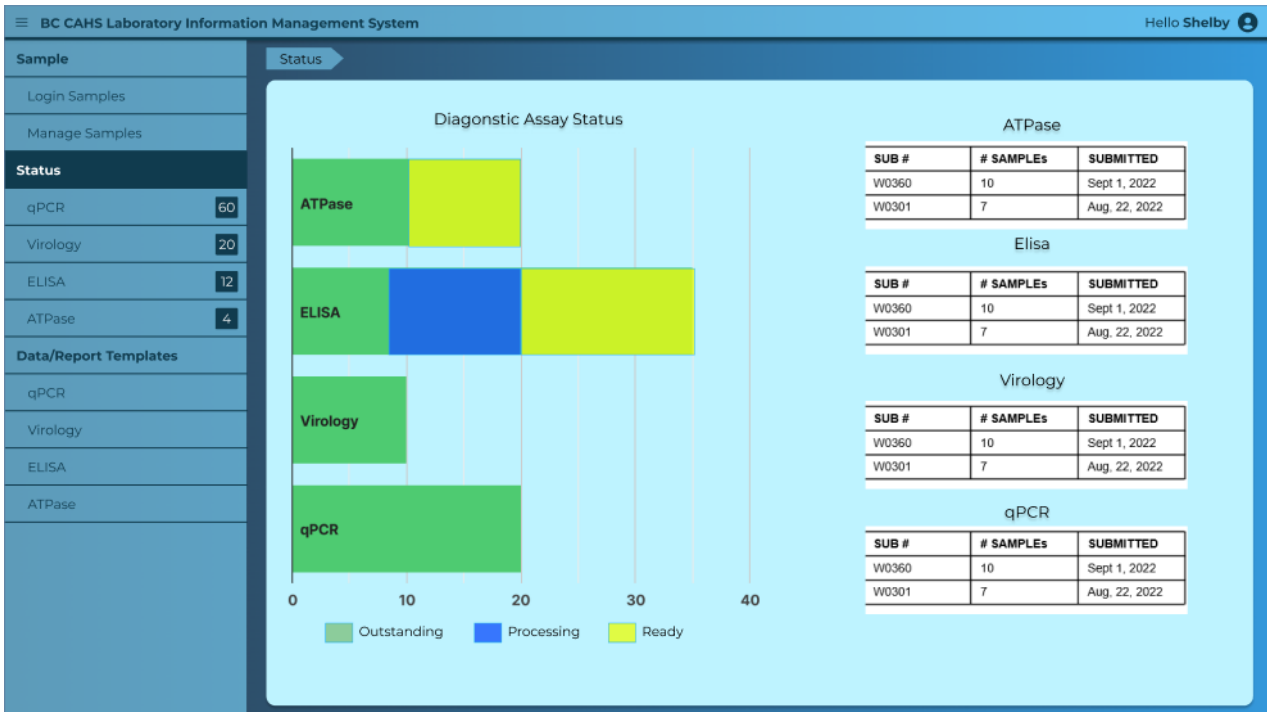 BC CAHS Laboratory Information Management System
Hello Shelby
Sample
Login Samples
Manage Samples
Status
qPCR 60
Virology 20
ELISA 12
ATPase 4
Data/Report Templates
qPCR
Virology
ELISA
ATPase
Status
Diagonstic Assay Status
ATPase
ELISA
Virology
qPCR
0 10 20 30 40
Outstanding Processing Ready
ATPase
SUB # # SAMPLEs SUBMITTED
W0360 10 Sept 1, 2022
W0301 7 Aug, 22, 2022
Elisa
SUB # # SAMPLEs SUBMITTED
W0360 10 Sept 1, 2022
W0301 7 Aug, 22, 2022
Virology
SUB # # SAMPLEs SUBMITTED
W0360 10 Sept 1, 2022
W0301 7 Aug, 22, 2022
qPCR
SUB # # SAMPLEs SUBMITTED
W0360 10 Sept 1, 2022
W0301 7 Aug, 22, 2022